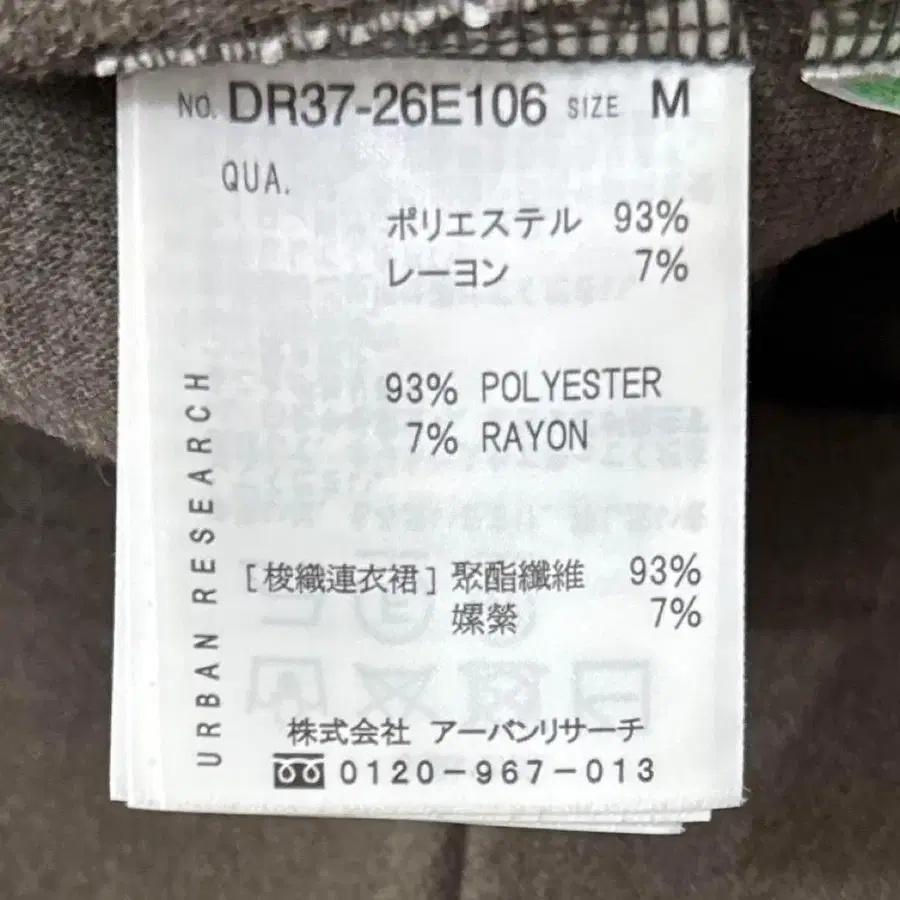 NO. DR37-26E106 SIZE M
QUA.
ポリエステル 93%
レーヨン 7%
93% POLYESTER
7% RAYON
[梭織連衣裙] 聚酯纖維 93%
嫘縈 7%
URBAN RESEARCH
株式会社 アーバンリサーチ
0120-967-013